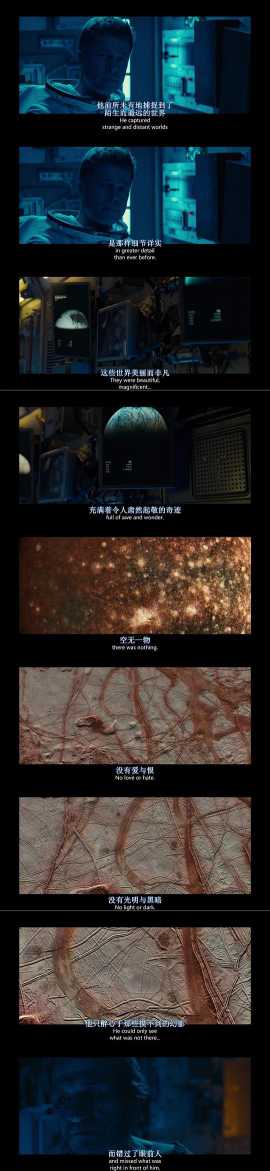 他前所未有地捕捉到了
陌生而遥远的世界
He captured
strange and distant worlds
是那样细节详实
in greater detail
than ever before.
这些世界美丽而非凡
They were beautiful,
magnificent...
充满着令人肃然起敬的奇迹
full of awe and wonder.
空无一物
there was nothing.
没有爱与恨
No love or hate.
没有光明与黑暗
No light or dark.
他只醉心于那些摸不到的幻影
He could only see
what was not there...
而错过了眼前人
and missed what was
right in front of him.